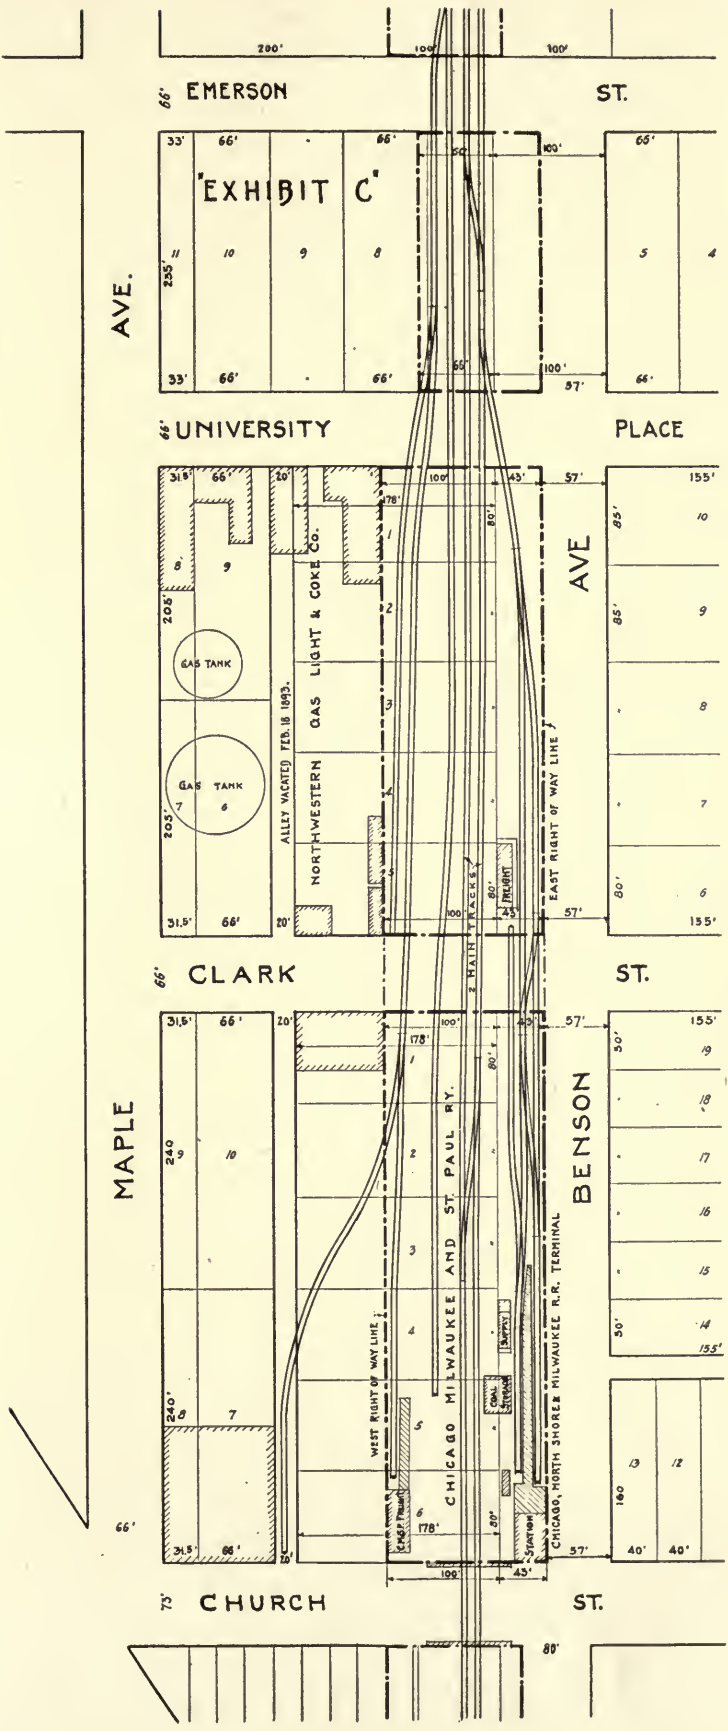 200' 100' 100'
66' EMERSON ST.
33' 66' 66' 66' 100' 66'
"EXHIBIT C"
11 10 9 8 5 4
255'
AVE.
33' 66' 66' 66' 100' 57' 66'
66' UNIVERSITY PLACE
31.5' 66' 20' 100' 43' 57' 155'
178'
80'
1
85' 10
8 9
AVE
205'
2
85' 9
GAS TANK
NORTHWESTERN GAS LIGHT & COKE Co.
ALLEY VACATED FEB. 18 1893.
3
8
EAST RIGHT OF WAY LINE
GAS TANK
7 6
4
7
205'
5
FREIGHT
80'
2 MAIN TRACKS
80' 6
31.5' 66' 20' 100' 43' 57' 155'
66' CLARK ST.
31.5' 66' 20' 100' 43' 57' 155'
178'
1
80'
50' 19
18
MAPLE
BENSON
240
9 10
2
17
16
3
15
CHICAGO MILWAUKEE AND ST. PAUL RY.
CHICAGO, NORTH SHORE & MILWAUKEE R.R. TERMINAL
WEST RIGHT OF WAY LINE
4
SUPPLY
50' 14
155'
240'
8 7
COAL STORAGE
5
13 12
160
6
C.M.&S.P. FREIGHT
80'
STATION
66'
178'
31.5' 66' 20' 57' 40' 40'
100' 43'
73' CHURCH ST.
80'